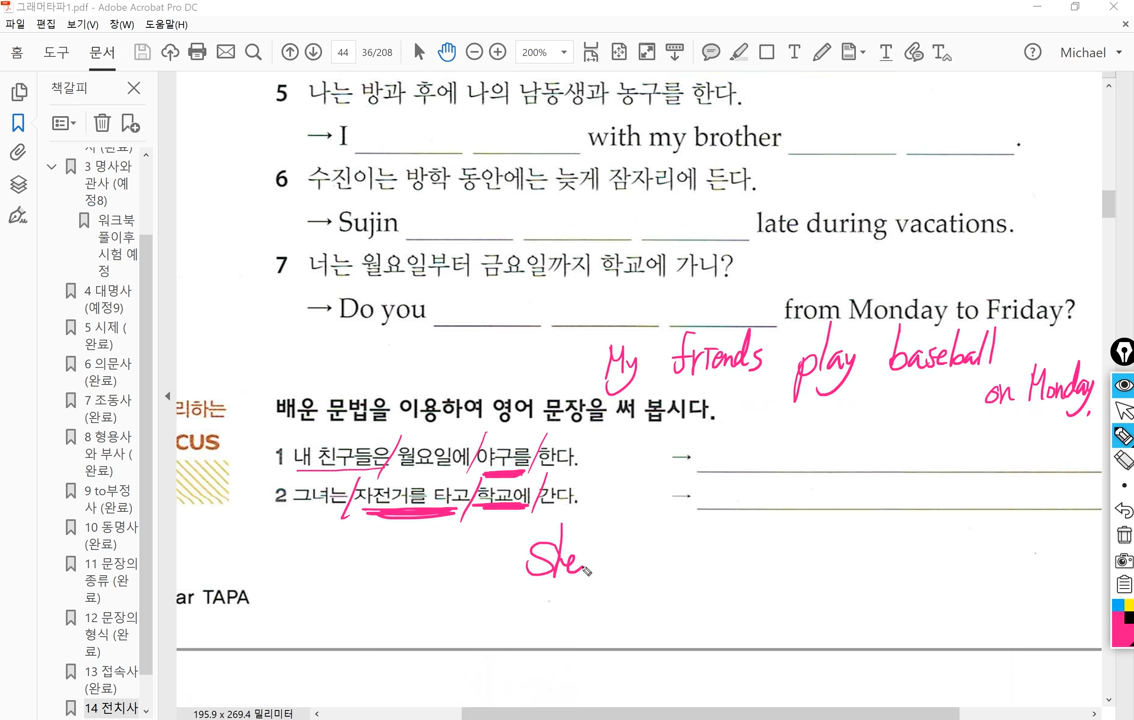 그래머타파1.pdf - Adobe Acrobat Pro DC
파일 편집 보기(V) 창(W) 도움말(H)
홈 도구 문서 44 36/208 200% Michael
책갈피
3 명사와
관사 (예
정8)
워크북
풀이후
시험 예
정
4 대명사
(예정9)
5 시제 (
완료)
6 의문사
(완료)
7 조동사
(완료)
8 형용사
와 부사 (
완료)
9 to부정
사 (완료)
10 동명사
(완료)
11 문장의
종류 (완
료)
12 문장의
형식 (완
료)
13 접속사
(완료)
14 전치사
5 나는 방과 후에 나의 남동생과 농구를 한다.
→ I ________ ________ with my brother ________ ________.
6 수진이는 방학 동안에는 늦게 잠자리에 든다.
→ Sujin ________ ________ ________ late during vacations.
7 너는 월요일부터 금요일까지 학교에 가니?
→ Do you ________ ________ ________ from Monday to Friday?
My friends play baseball
on Monday.
리하는
CUS
배운 문법을 이용하여 영어 문장을 써 봅시다.
1 내 친구들은 / 월요일에 / 야구를 / 한다. →
2 그녀는 / 자전거를 타고 / 학교에 / 간다. →
She
ar TAPA
195.9 x 269.4 밀리미터